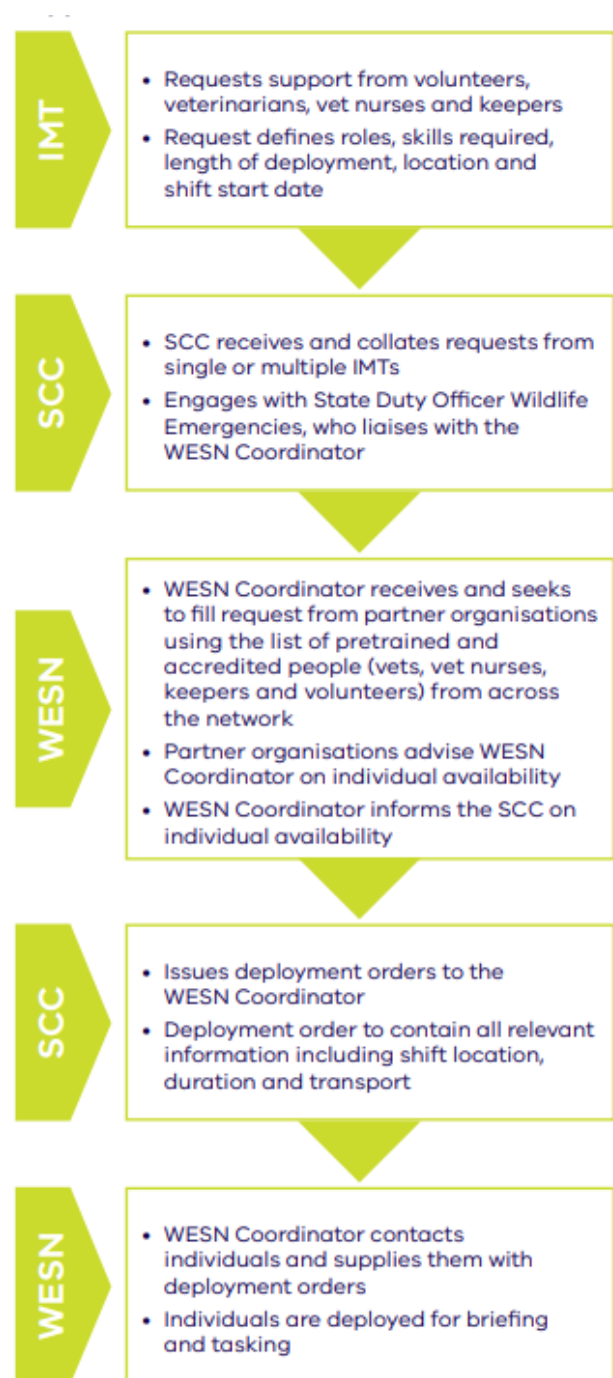 IMT
• Requests support from volunteers,
veterinarians, vet nurses and keepers
• Request defines roles, skills required,
length of deployment, location and
shift start date
SCC
• SCC receives and collates requests from
single or multiple IMTs
• Engages with State Duty Officer Wildlife
Emergencies, who liaises with the
WESN Coordinator
WESN
• WESN Coordinator receives and seeks
to fill request from partner organisations
using the list of pretrained and
accredited people (vets, vet nurses,
keepers and volunteers) from across
the network
• Partner organisations advise WESN
Coordinator on individual availability
• WESN Coordinator informs the SCC on
individual availability
SCC
• Issues deployment orders to the
WESN Coordinator
• Deployment order to contain all relevant
information including shift location,
duration and transport
WESN
• WESN Coordinator contacts
individuals and supplies them with
deployment orders
• Individuals are deployed for briefing
and tasking